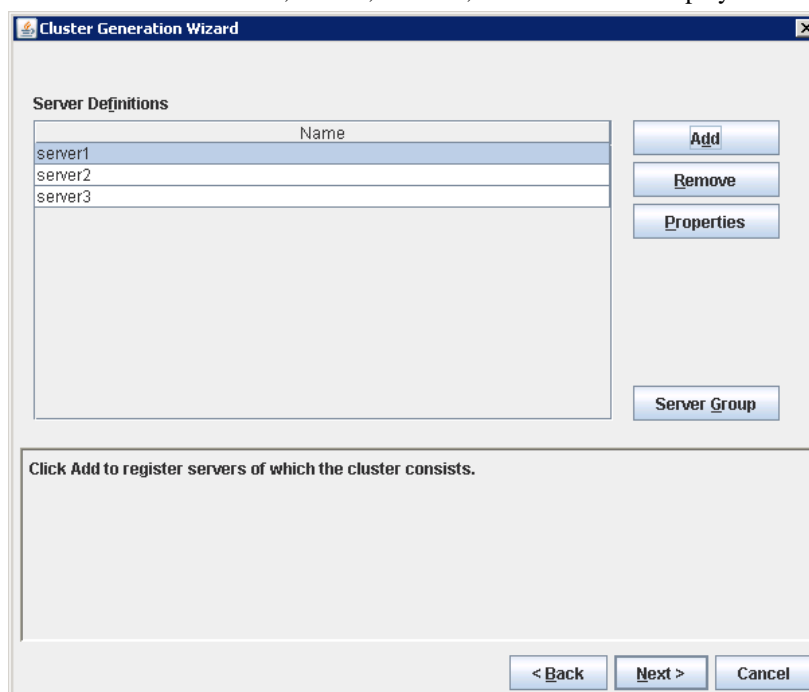 Cluster Generation Wizard
Server Definitions
Name
server1
server2
server3
Add
Remove
Properties
Server Group
Click Add to register servers of which the cluster consists.
< Back
Next >
Cancel